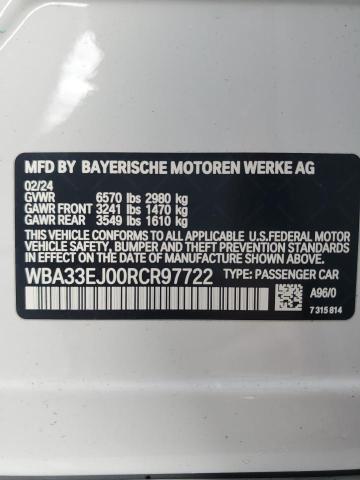 MFD BY BAYERISCHE MOTOREN WERKE AG
02/24
GVWR 6570 lbs 2980 kg
GAWR FRONT 3241 lbs 1470 kg
GAWR REAR 3549 lbs 1610 kg
THIS VEHICLE CONFORMS TO ALL APPLICABLE U.S. FEDERAL
MOTOR VEHICLE SAFETY, BUMPER, AND THEFT PREVENTION
STANDARDS IN EFFECT ON THE DATE OF MANUFACTURE SHOWN ABOVE.
WBA33EJ00RCR97722 TYPE: PASSENGER CAR
A96/0
7 315 814